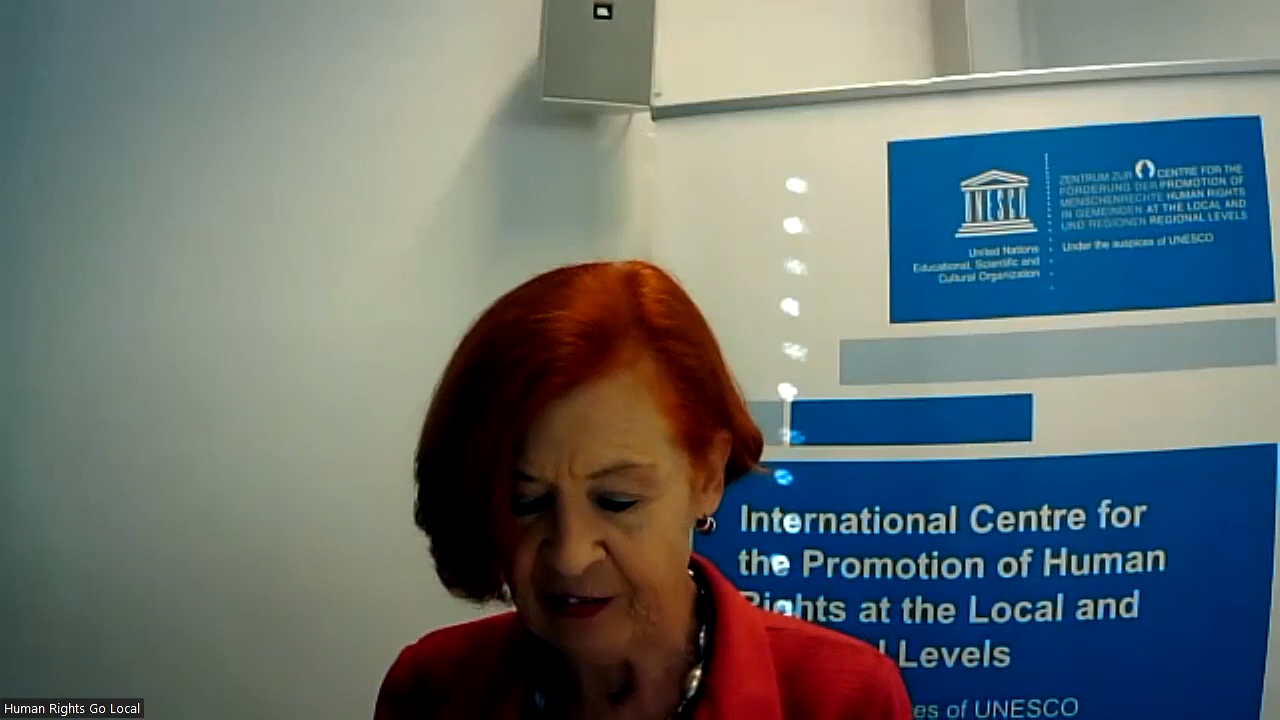 ZENTRUM ZUR CENTRE FOR THE
FÖRDERUNG DER PROMOTION OF
MENSCHENRECHTE HUMAN RIGHTS
IN GEMEINDEN AT THE LOCAL AND
UND REGIONEN REGIONAL LEVELS
Under the auspices of UNESCO
United Nations
Educational, Scientific and
Cultural Organization
International Centre for
the Promotion of Human
Rights at the Local and
Levels
es of UNESCO
Human Rights Go Local